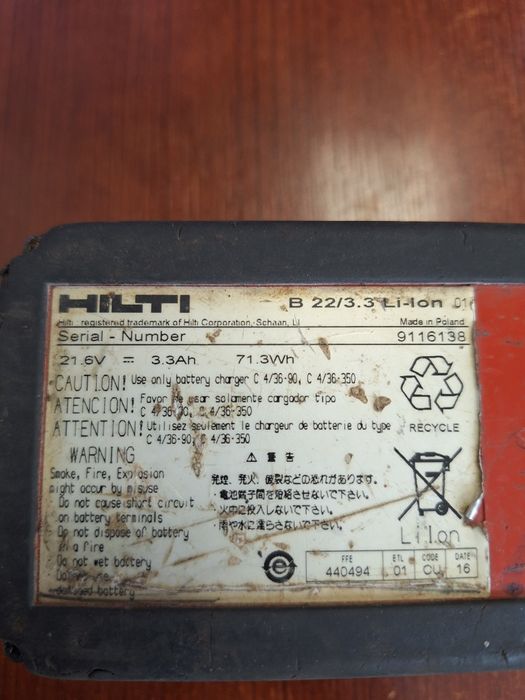 HILTI
B 22/3.3 Li-Ion 01
Hilti registered trademark of Hilti Corporation, Schaan, LI
Made in Poland
Serial - Number 9116138
21.6V ⎓ 3.3Ah 71.3Wh
CAUTION! Use only battery charger C 4/36-90, C 4/36-350
ATENCION! Favor de usar solamente cargador tipo
C 4/36-90, C 4/36-350
ATTENTION! Utilisez seulement le chargeur de batterie du type
C 4/36-90, C 4/36-350
RECYCLE
WARNING
Smoke, Fire, Explosion
might occur by misuse
Do not cause short circuit
on battery terminals
Do not dispose of battery
in a fire
Do not wet battery
damaged battery
⚠ 警告
発煙、発火、破裂などの恐れがあります。
電池端子間を短絡させないで下さい。
火中に投入しないで下さい。
雨や水に濡らさないで下さい。
Li Ion
FFE ETL CODE DATE
440494 01 CU 16